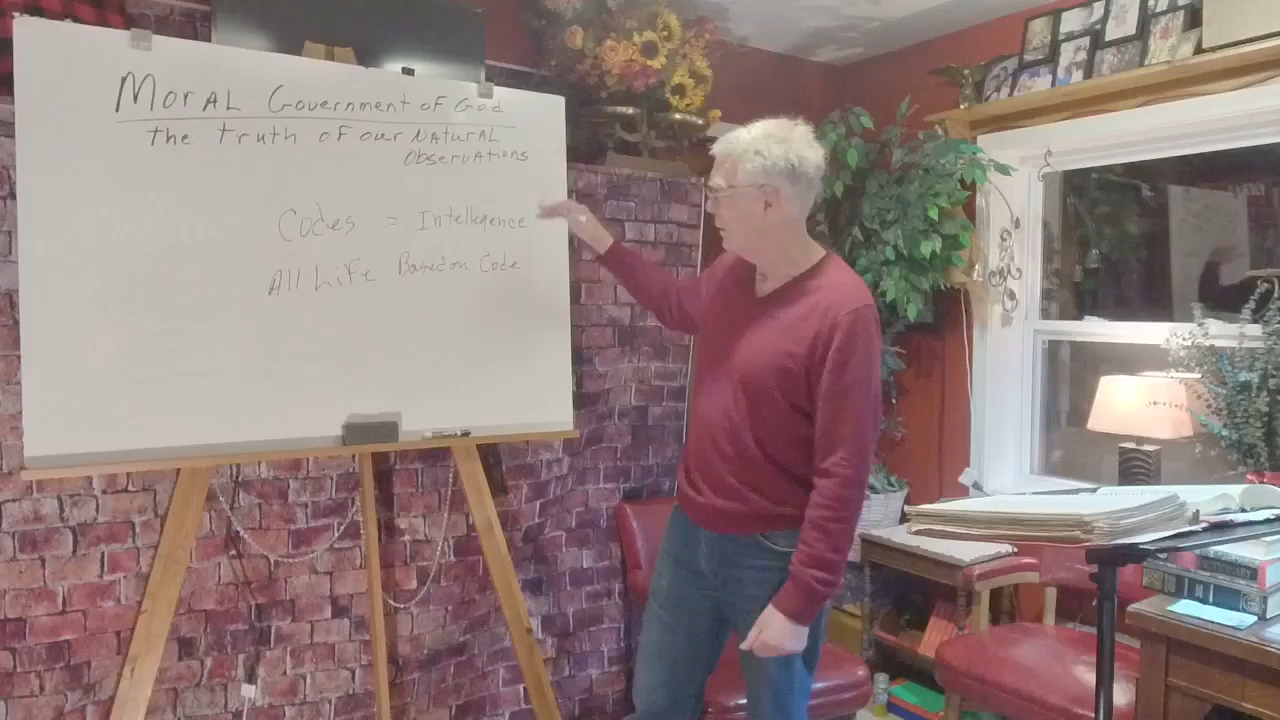 Moral Government of God
the truth of our Natural
Observations
Codes = Intellegence
All Life Based on Code